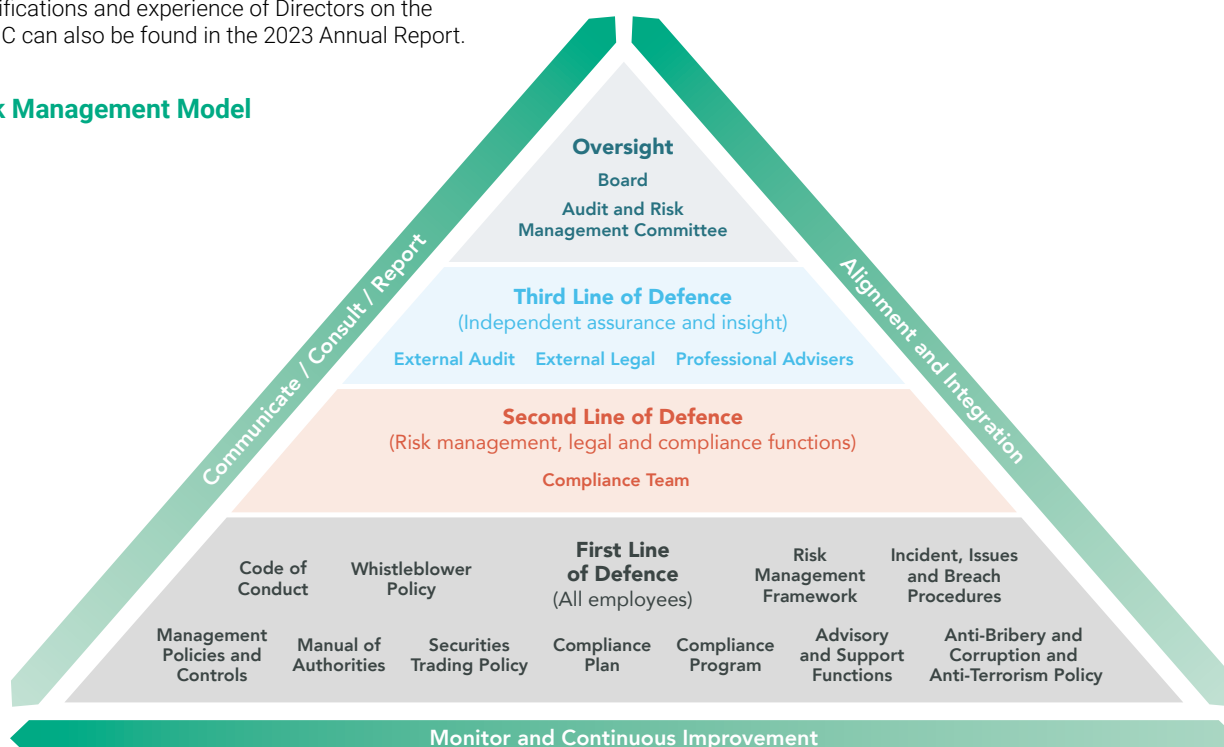 ifications and experience of Directors on the
C can also be found in the 2023 Annual Report.
k Management Model
Oversight
Board
Audit and Risk
Management Committee
Third Line of Defence
(Independent assurance and insight)
External Audit External Legal Professional Advisers
Second Line of Defence
(Risk management, legal and compliance functions)
Compliance Team
First Line
of Defence
(All employees)
Code of
Conduct
Whistleblower
Policy
Risk
Management
Framework
Incident, Issues
and Breach
Procedures
Management
Policies and
Controls
Manual of
Authorities
Securities
Trading Policy
Compliance
Plan
Compliance
Program
Advisory
and Support
Functions
Anti-Bribery and
Corruption and
Anti-Terrorism Policy
Communicate / Consult / Report
Alignment and Integration
Monitor and Continuous Improvement